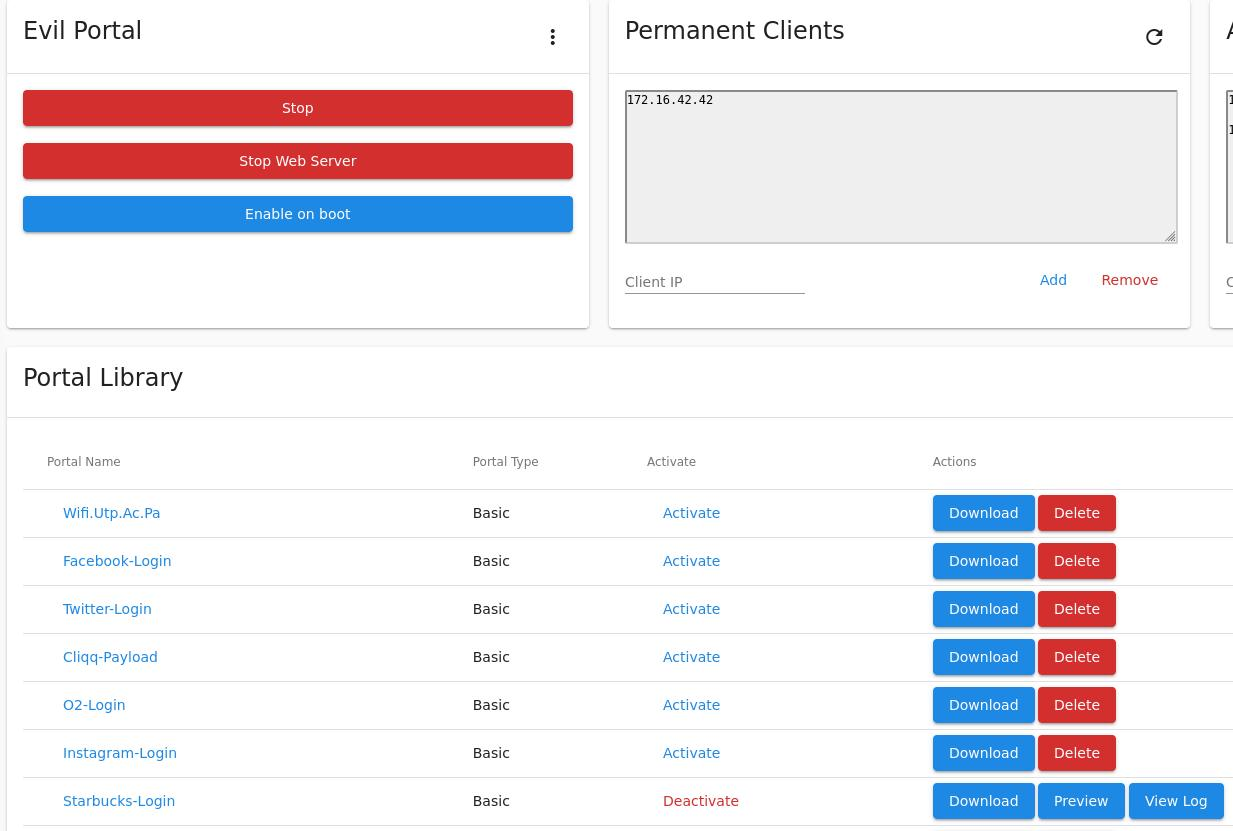 Evil Portal
Stop
Stop Web Server
Enable on boot
Permanent Clients
172.16.42.42
Client IP
Add Remove
Portal Library
Portal Name Portal Type Activate Actions
Wifi.Utp.Ac.Pa Basic Activate Download Delete
Facebook-Login Basic Activate Download Delete
Twitter-Login Basic Activate Download Delete
Cliqq-Payload Basic Activate Download Delete
O2-Login Basic Activate Download Delete
Instagram-Login Basic Activate Download Delete
Starbucks-Login Basic Deactivate Download Preview View Log